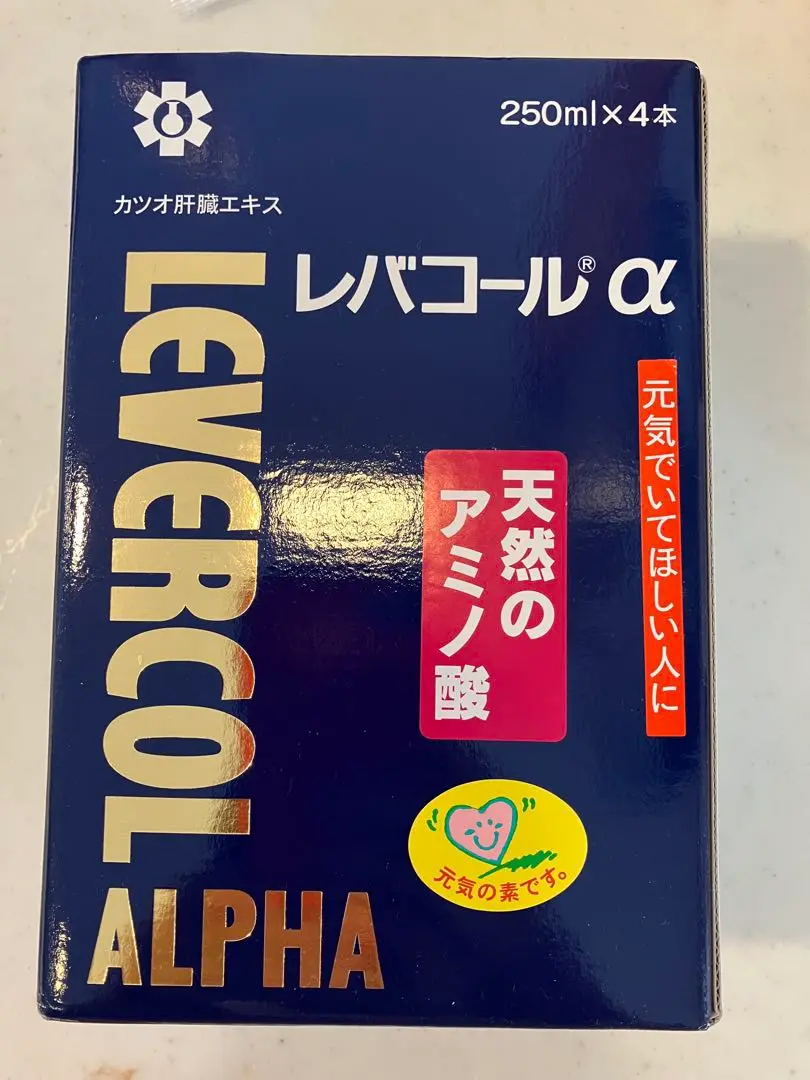 250ml×4本
カツオ肝臓エキス
レバコール® α
LEVERCOL
ALPHA
元気でいてほしい人に
天然の
アミノ酸
元気の素です。